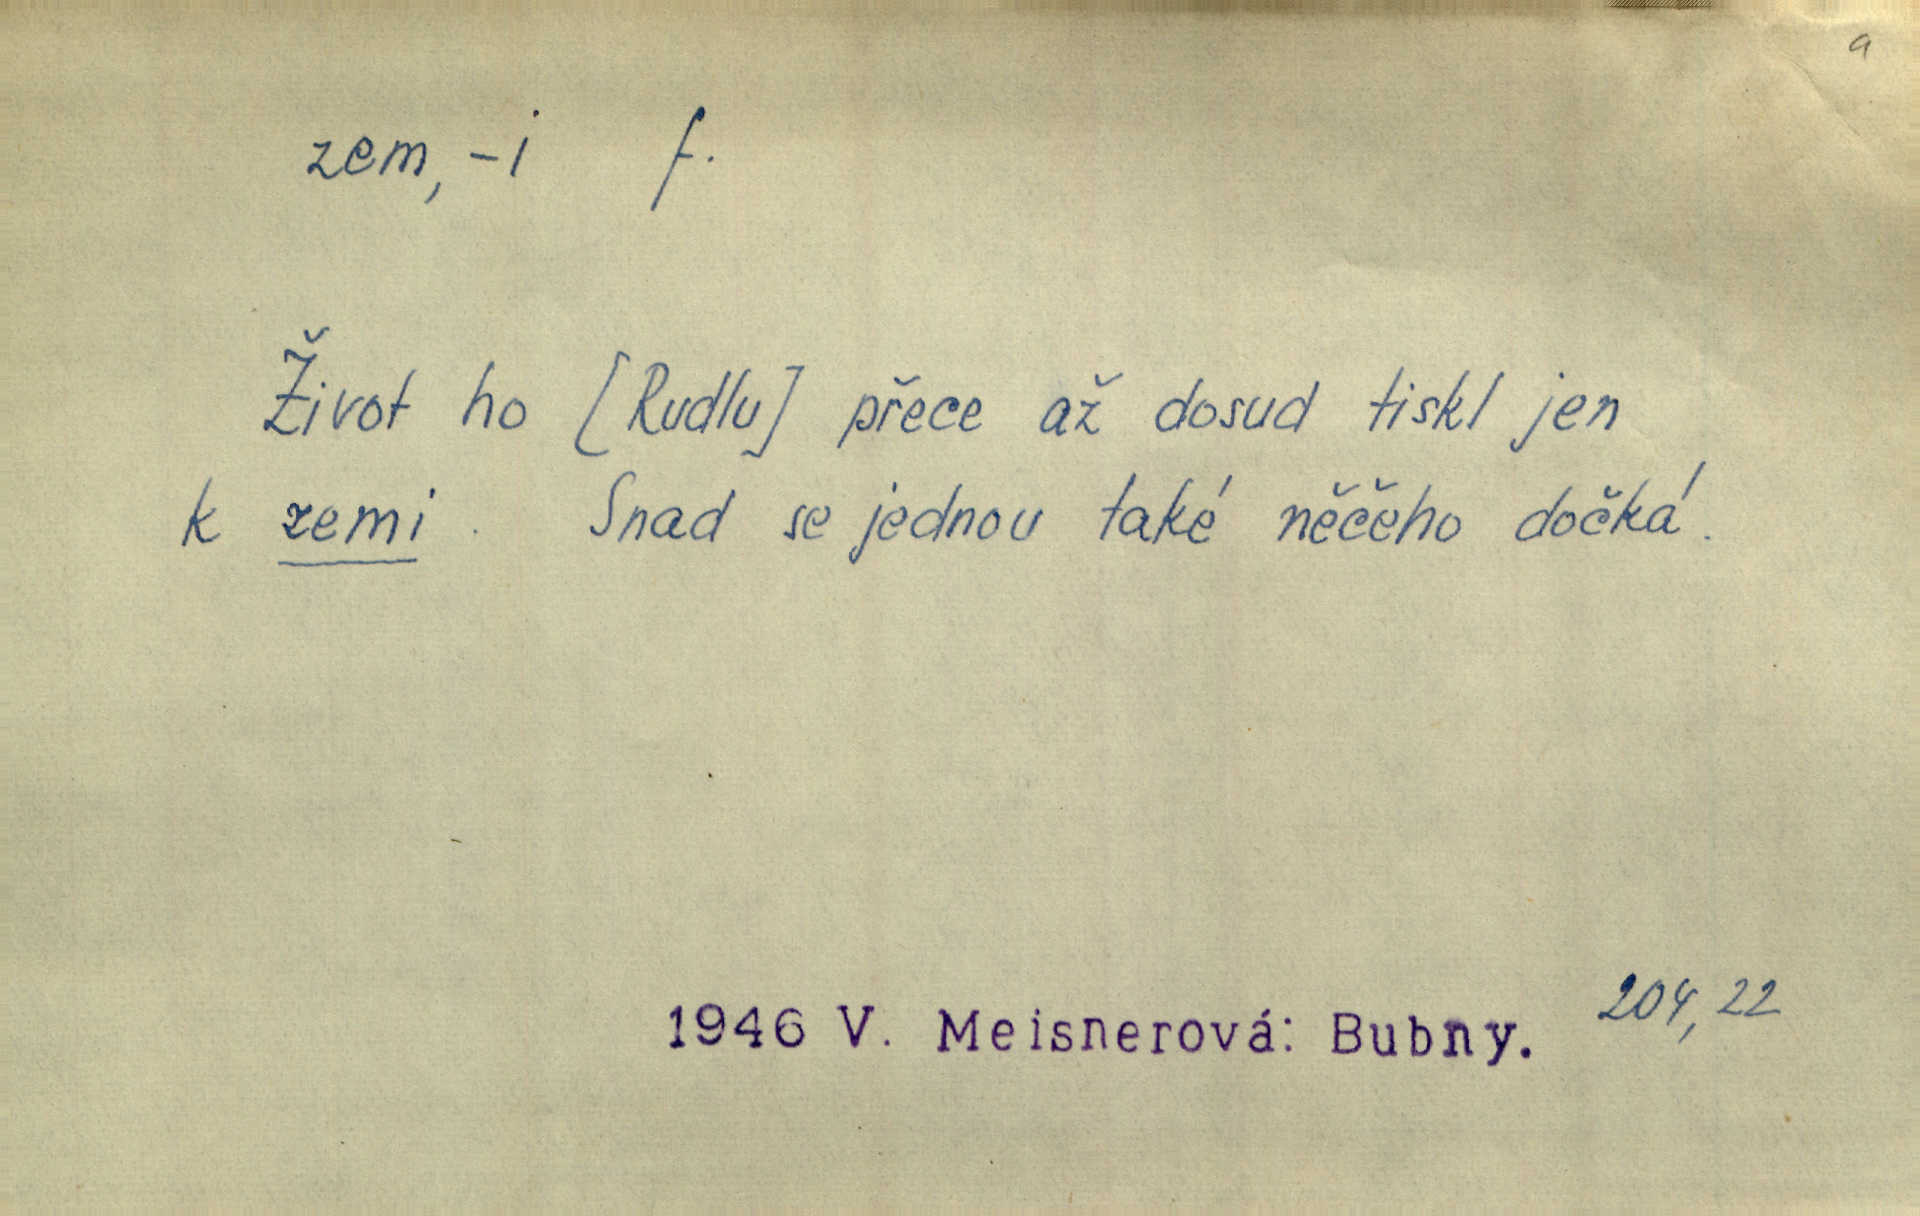 a
zem, -i f.
Život ho [Rudlu] přece až dosud tiskl jen
k zemi. Snad se jednou také něčeho dočká.
204,22
1946 V. Meisnerová: Bubny.